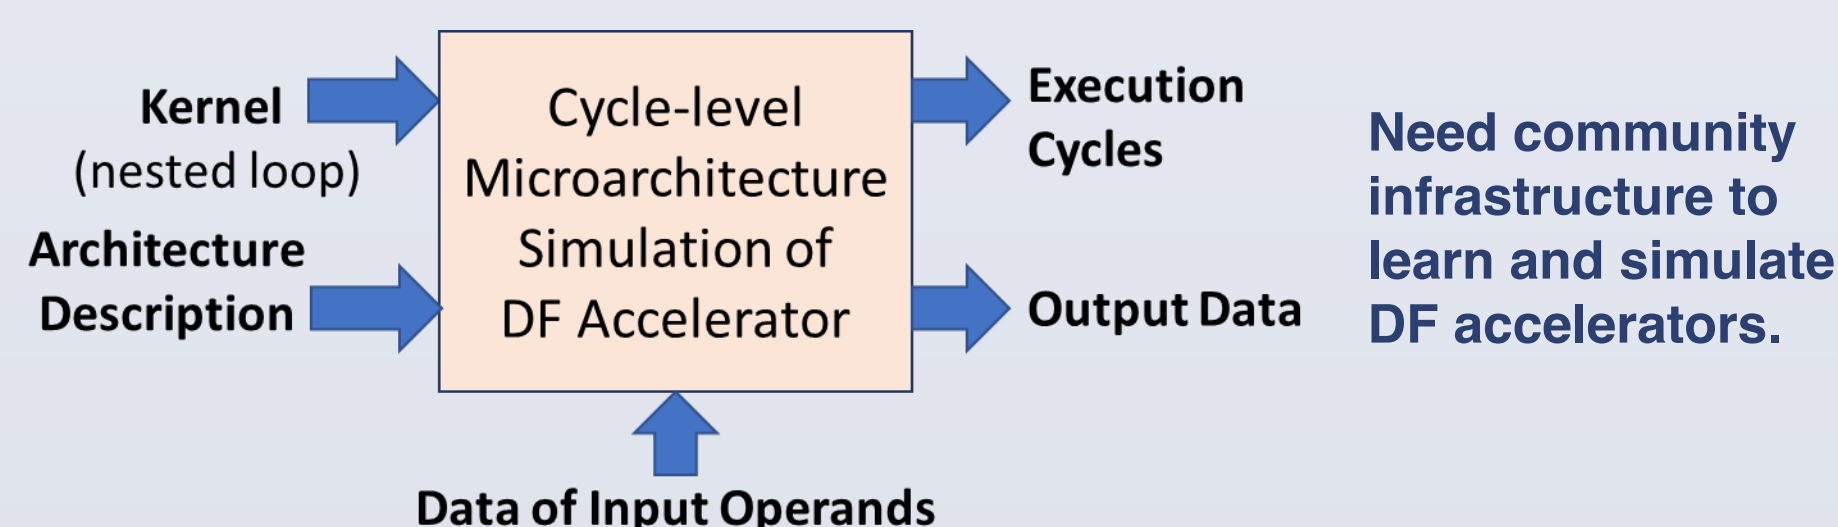 Kernel
(nested loop)
Architecture
Description
Cycle-level
Microarchitecture
Simulation of
DF Accelerator
Data of Input Operands
Execution
Cycles
Output Data
Need community
infrastructure to
learn and simulate
DF accelerators.